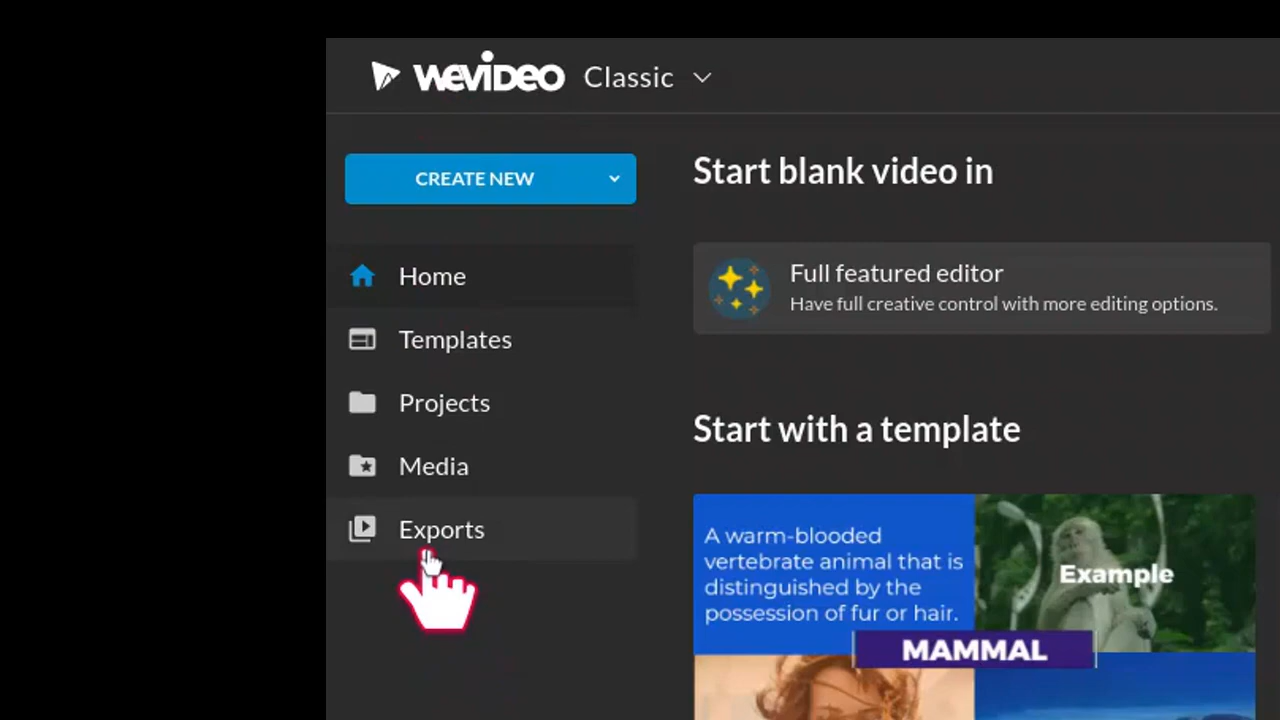 WEVIDEO Classic
CREATE NEW
Home
Templates
Projects
Media
Exports
Start blank video in
Full featured editor
Have full creative control with more editing options.
Start with a template
A warm-blooded
vertebrate animal that is
distinguished by the
possession of fur or hair.
Example
MAMMAL